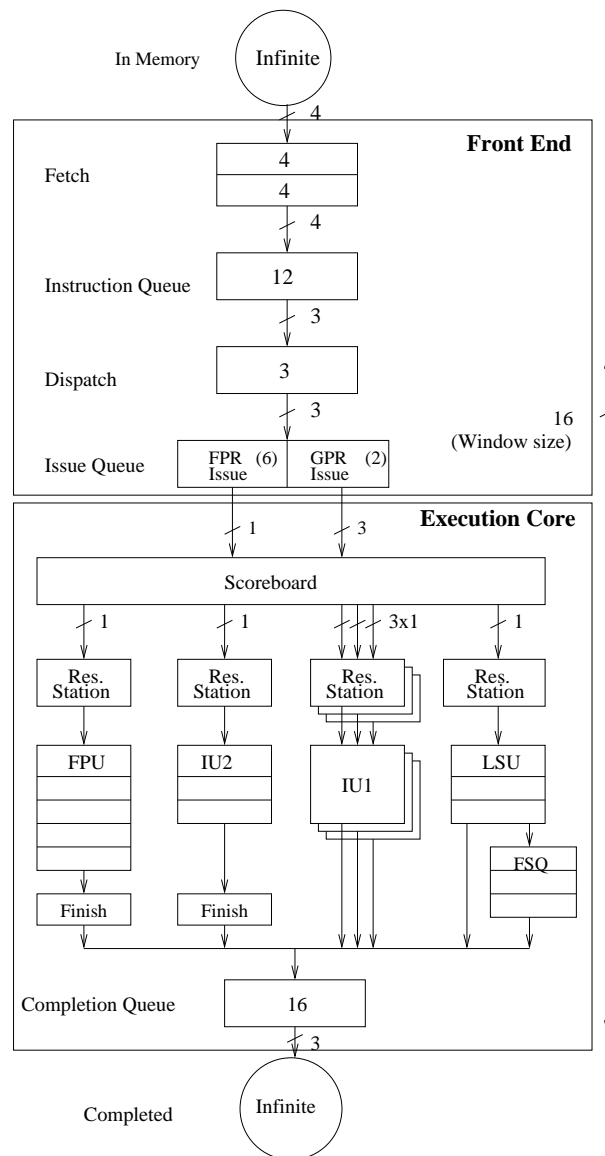 In Memory
Infinite
4
Front End
Fetch
4
4
4
Instruction Queue
12
3
Dispatch
3
3
16
(Window size)
Issue Queue
FPR (6)
Issue
GPR (2)
Issue
1
3
Execution Core
Scoreboard
1
1
3x1
1
Res.
Station
Res.
Station
Res.
Station
Res.
Station
FPU
IU2
IU1
LSU
FSQ
Finish
Finish
Completion Queue
16
3
Completed
Infinite